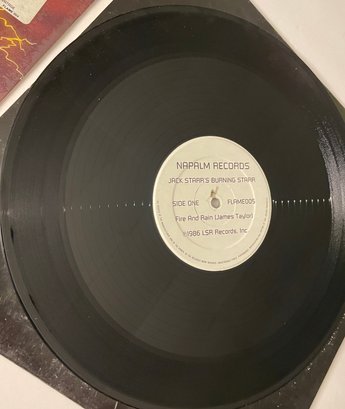 NAPALM RECORDS
JACK STARR'S BURNING STARR
SIDE ONE FLAME005
Fire And Rain (James Taylor)
℗1986 LSR Records, Inc.